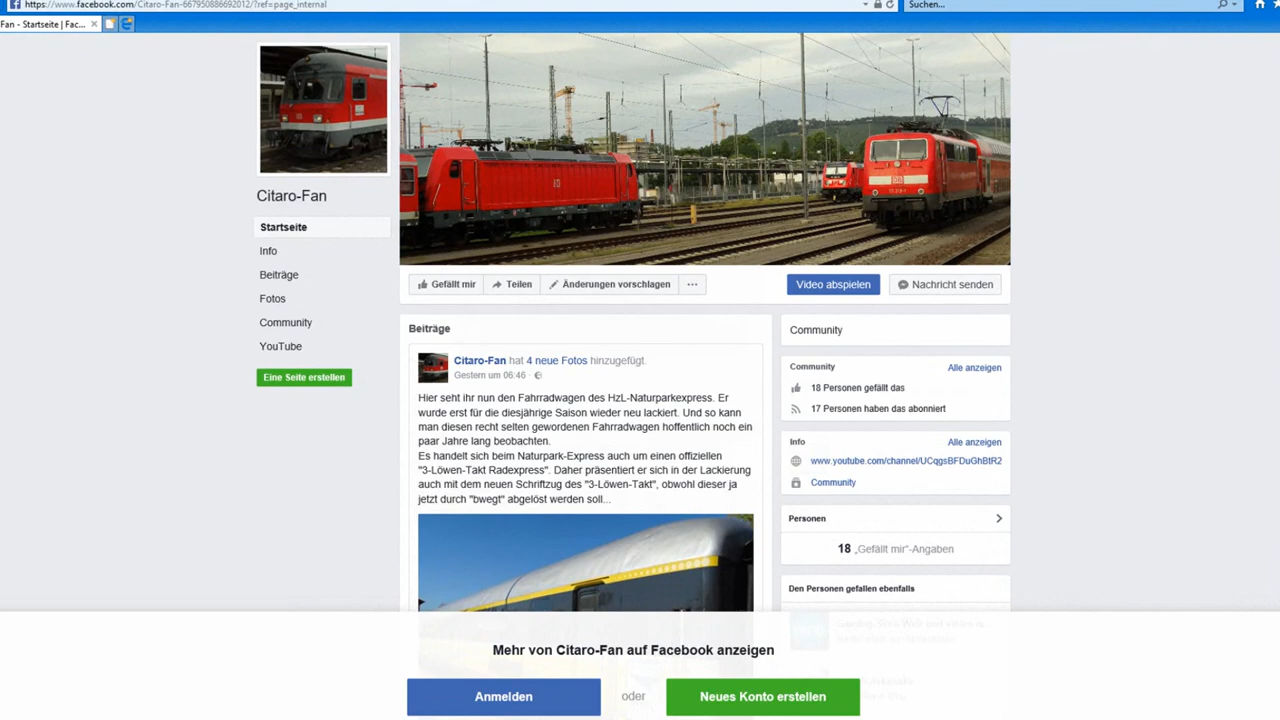 https://www.facebook.com/Citaro-Fan-667950886692012/?ref=page_internal
Suchen...
Fan - Startseite | Fac...
Citaro-Fan
Startseite
Info
Beiträge
Fotos
Community
YouTube
Eine Seite erstellen
Gefällt mir
Teilen
Änderungen vorschlagen
Video abspielen
Nachricht senden
Beiträge
Citaro-Fan hat 4 neue Fotos hinzugefügt.
Gestern um 06:46 ·
Hier seht ihr nun den Fahrradwagen des HzL-Naturparkexpress. Er
wurde erst für die diesjährige Saison wieder neu lackiert. Und so kann
man diesen recht selten gewordenen Fahrradwagen hoffentlich noch ein
paar Jahre lang beobachten.
Es handelt sich beim Naturpark-Express auch um einen offiziellen
"3-Löwen-Takt Radexpress". Daher präsentiert er sich in der Lackierung
auch mit dem neuen Schriftzug des "3-Löwen-Takt", obwohl dieser ja
jetzt durch "bwegt" abgelöst werden soll...
Community
Community
Alle anzeigen
18 Personen gefällt das
17 Personen haben das abonniert
Info
Alle anzeigen
www.youtube.com/channel/UCqgsBFDuGhBtR2
Community
Personen
18 „Gefällt mir"-Angaben
Den Personen gefallen ebenfalls
Mehr von Citaro-Fan auf Facebook anzeigen
Anmelden
oder
Neues Konto erstellen